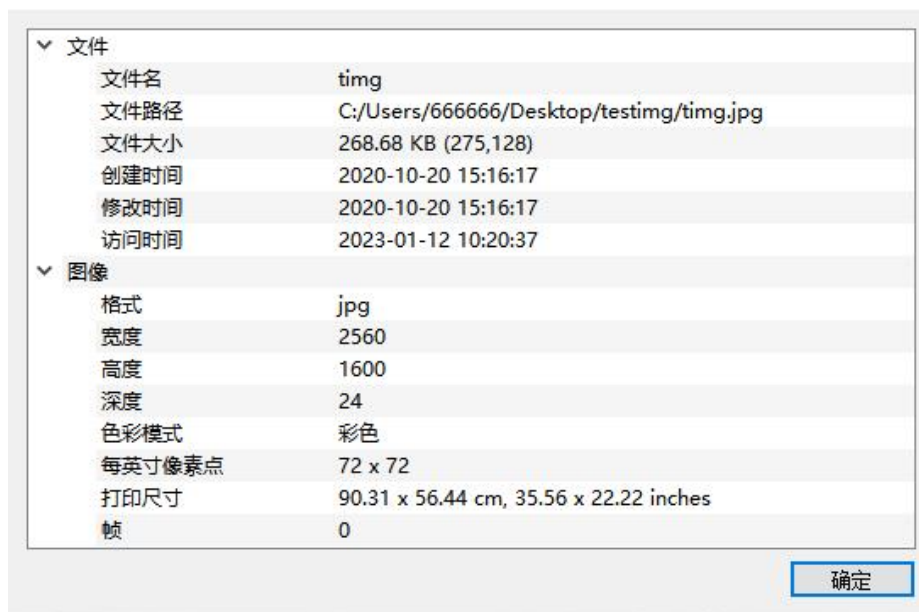 文件
文件名 timg
文件路径 C:/Users/666666/Desktop/testimg/timg.jpg
文件大小 268.68 KB (275,128)
创建时间 2020-10-20 15:16:17
修改时间 2020-10-20 15:16:17
访问时间 2023-01-12 10:20:37
图像
格式 jpg
宽度 2560
高度 1600
深度 24
色彩模式 彩色
每英寸像素点 72 x 72
打印尺寸 90.31 x 56.44 cm, 35.56 x 22.22 inches
帧 0
确定